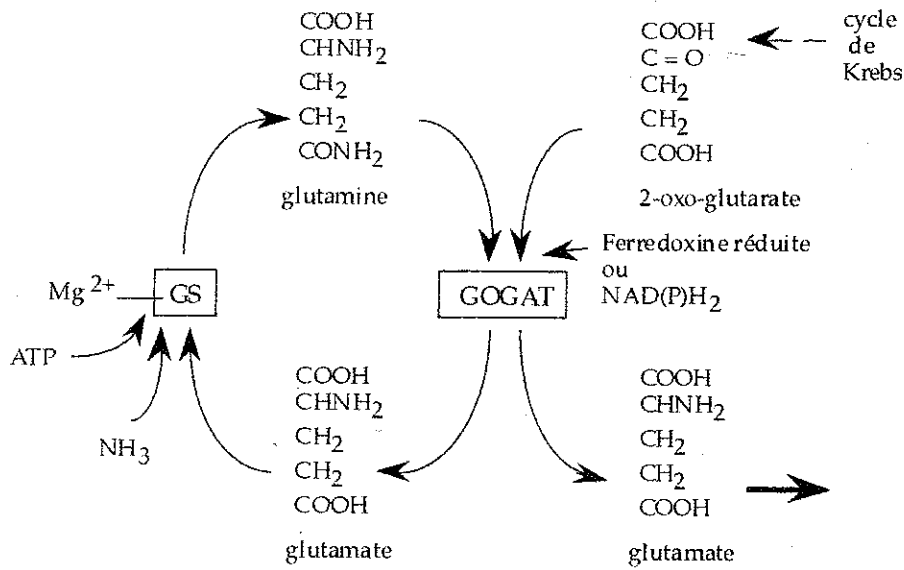 COOH
CHNH2
CH2
CH2
CONH2
glutamine
COOH
C = O
CH2
CH2
COOH
2-oxo-glutarate
cycle
de
Krebs
Mg 2+
GS
ATP
NH3
GOGAT
Ferredoxine réduite
ou
NAD(P)H2
COOH
CHNH2
CH2
CH2
COOH
glutamate
COOH
CHNH2
CH2
CH2
COOH
glutamate